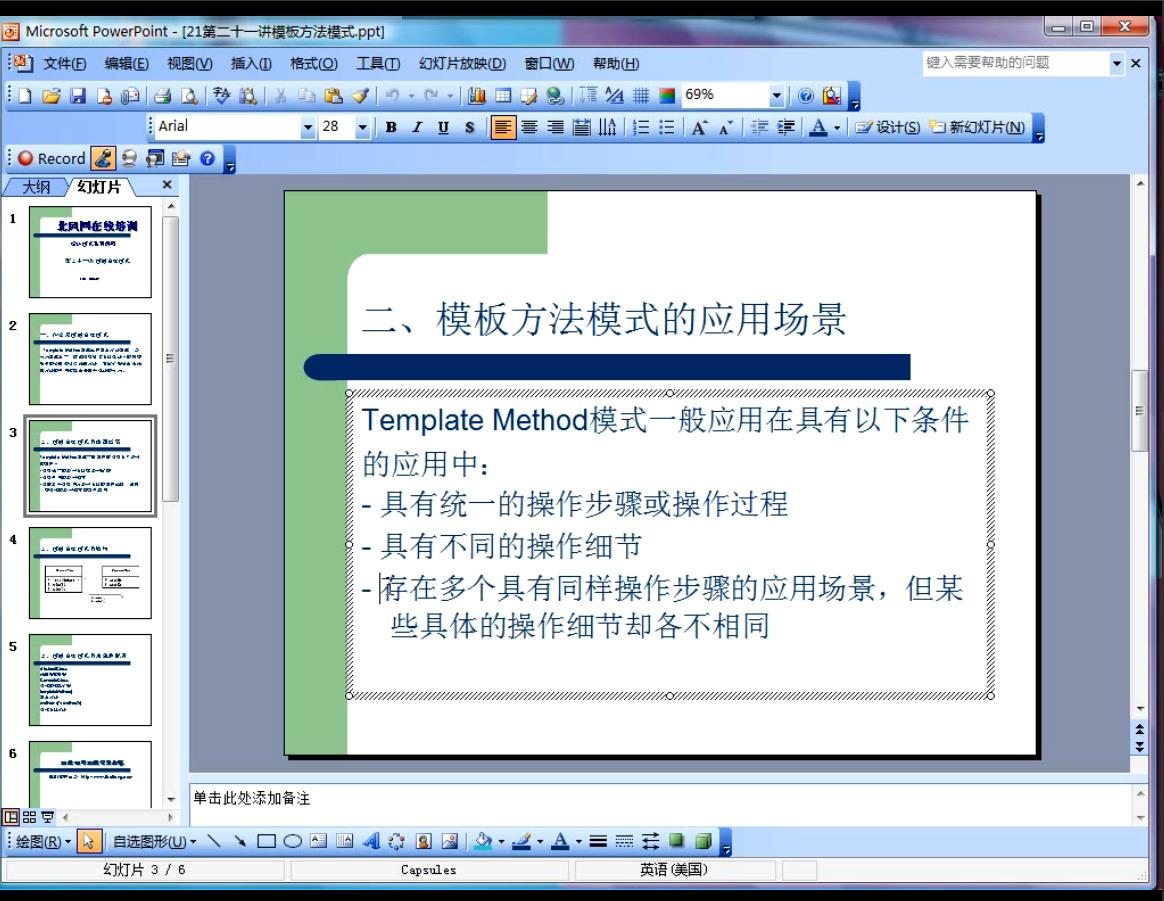 Microsoft PowerPoint - [21第二十一讲模板方法模式.ppt]
文件(F) 编辑(E) 视图(V) 插入(I) 格式(O) 工具(T) 幻灯片放映(D) 窗口(W) 帮助(H) 键入需要帮助的问题
69%
Arial 28 B I U S 设计(S) 新幻灯片(N)
Record
大纲 幻灯片
1
北风网在线培训
2
3
4
5
6
二、模板方法模式的应用场景
Template Method模式一般应用在具有以下条件
的应用中：
- 具有统一的操作步骤或操作过程
- 具有不同的操作细节
- 存在多个具有同样操作步骤的应用场景，但某
些具体的操作细节却各不相同
单击此处添加备注
绘图(R) 自选图形(U)
幻灯片 3 / 6 Capsules 英语(美国)